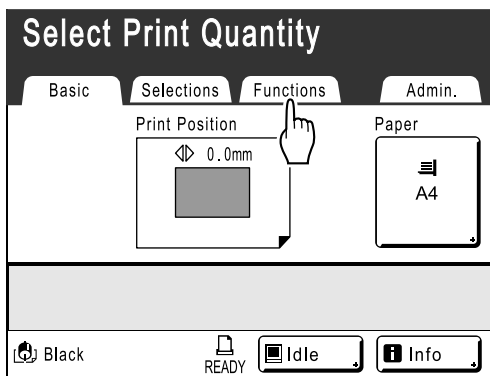 Select Print Quantity
Basic Selections Functions Admin.
Print Position Paper
0.0mm
A4
Black READY Idle Info